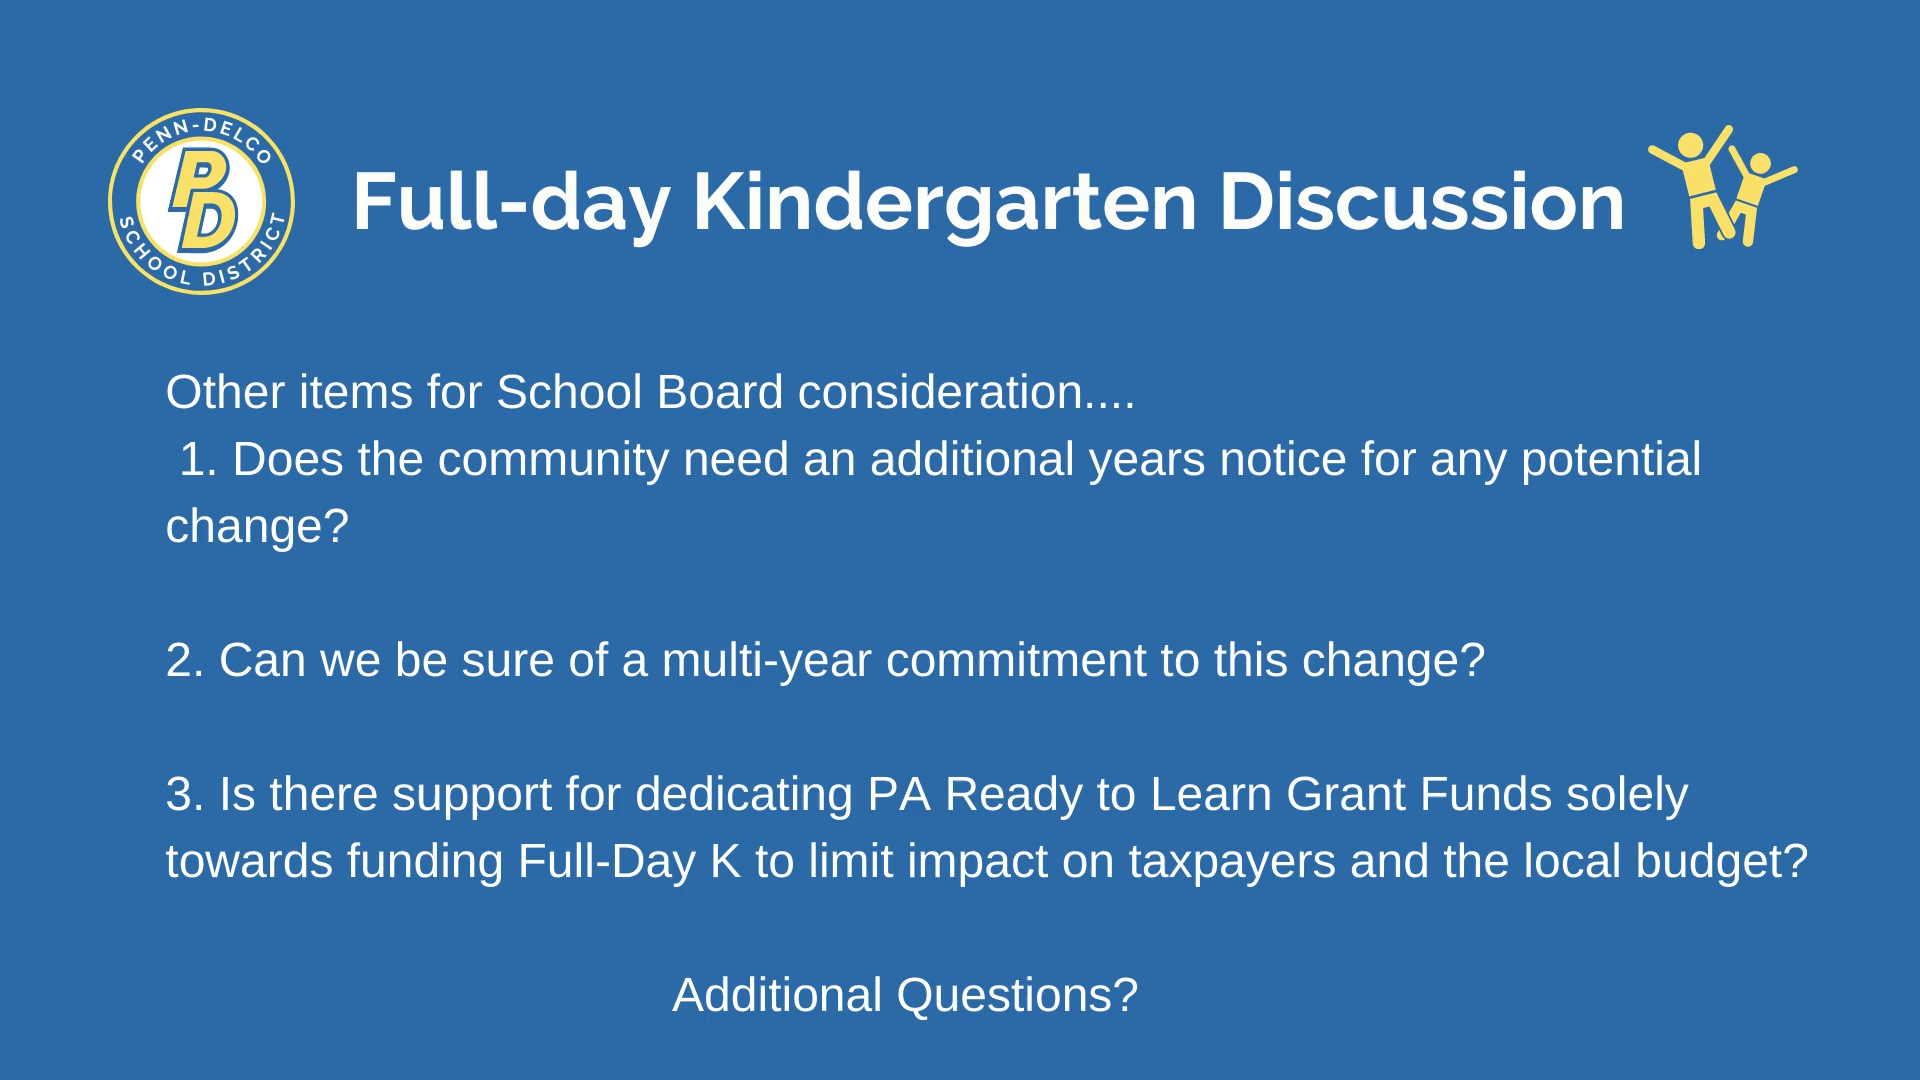 PENN-DELCO
PD
SCHOOL DISTRICT
Full-day Kindergarten Discussion
Other items for School Board consideration....
1. Does the community need an additional years notice for any potential
change?
2. Can we be sure of a multi-year commitment to this change?
3. Is there support for dedicating PA Ready to Learn Grant Funds solely
towards funding Full-Day K to limit impact on taxpayers and the local budget?
Additional Questions?